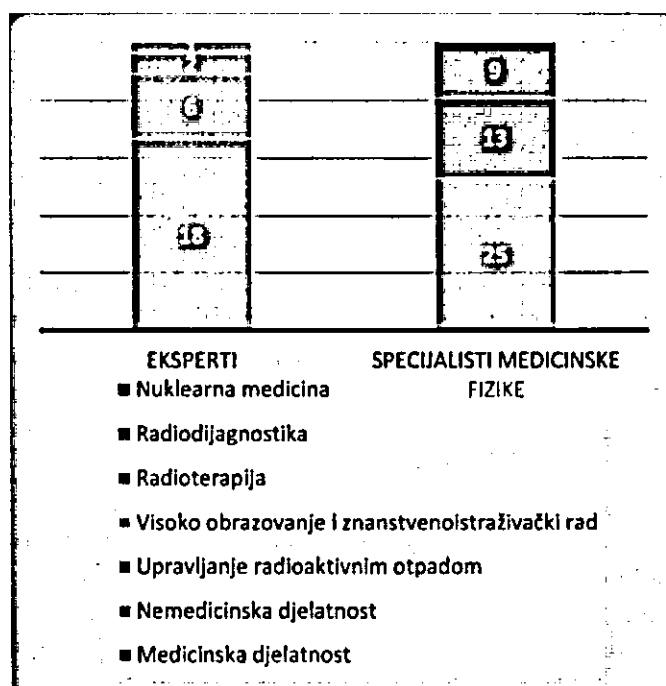 2
9
6
13
18
25
EKSPERTI
SPECIJALISTI MEDICINSKE
FIZIKE
■ Nuklearna medicina
■ Radiodijagnostika
■ Radioterapija
■ Visoko obrazovanje i znanstvenoistraživački rad
■ Upravljanje radioaktivnim otpadom
■ Nemedicinska djelatnost
■ Medicinska djelatnost